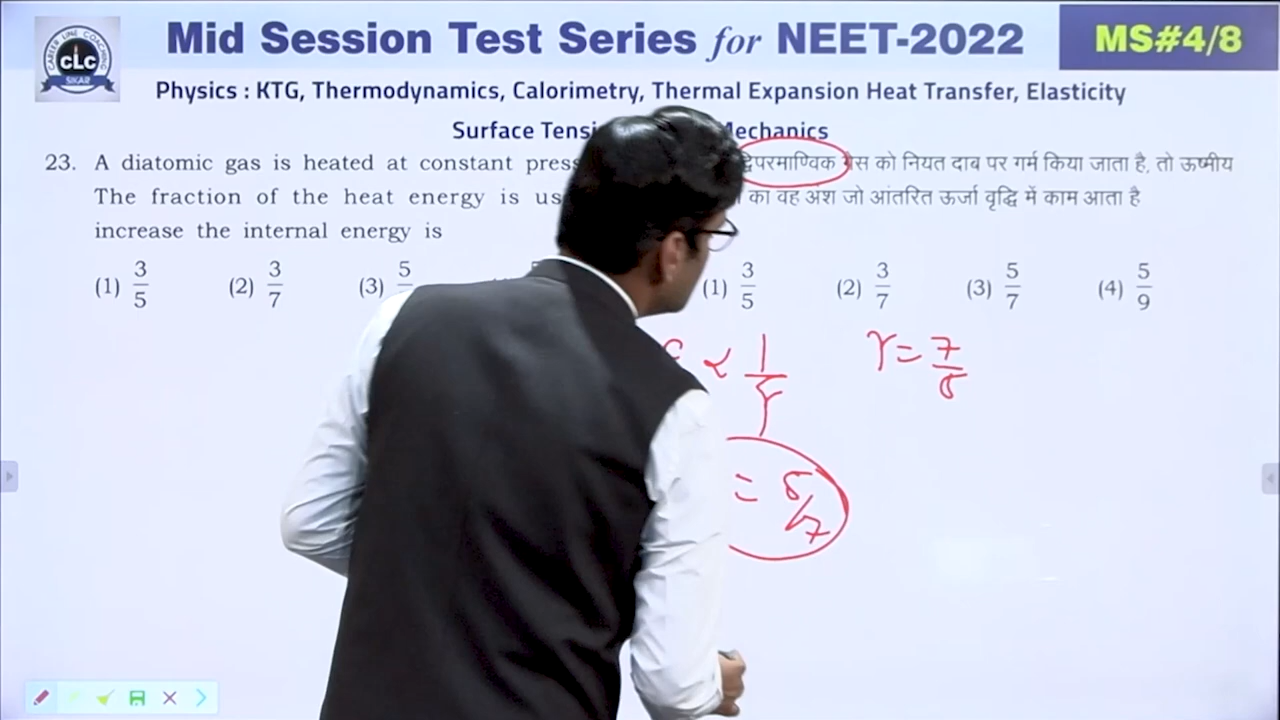 Mid Session Test Series for NEET-2022
MS#4/8
CAREER LINE COACHING
CLC
SIKAR
Physics : KTG, Thermodynamics, Calorimetry, Thermal Expansion Heat Transfer, Elasticity
Surface Mechanics
23. A diatomic gas is heated at constant
The fraction of the heat energy is
increase the internal energy is
(1) 3/5 (2) 3/7 (3) 5
द्विपरमाण्विक गैस को नियत दाब पर गर्म किया जाता है, तो ऊष्मीय
का वह अंश जो आंतरित ऊर्जा वृद्धि में काम आता है
(1) 3/5 (2) 3/7 (3) 5/7 (4) 5/9
∝ 1/γ
γ = 7/5
= 5/7